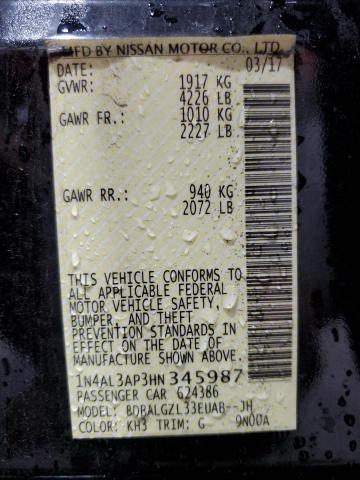 MFD BY NISSAN MOTOR CO., LTD.
DATE: 03/17
GVWR: 1917 KG
4226 LB
GAWR FR.: 1010 KG
2227 LB
GAWR RR.: 940 KG
2072 LB
THIS VEHICLE CONFORMS TO
ALL APPLICABLE FEDERAL
MOTOR VEHICLE SAFETY,
BUMPER, AND THEFT
PREVENTION STANDARDS IN
EFFECT ON THE DATE OF
MANUFACTURE SHOWN ABOVE.
1N4AL3AP3HN345987
PASSENGER CAR G24386
MODEL: BDRALGZL33EUAB--JH
COLOR: KH3 TRIM: G 9N00A